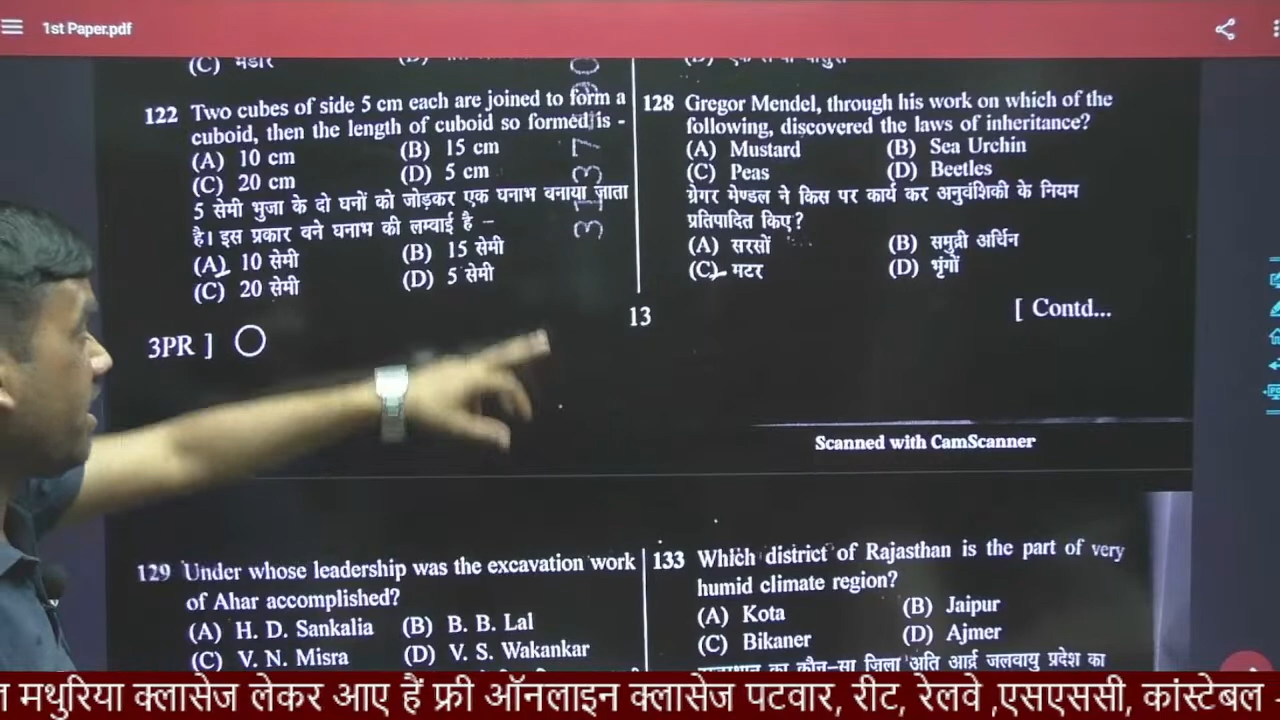 1st Paper.pdf
(C) भंडार
122 Two cubes of side 5 cm each are joined to form a
cuboid, then the length of cuboid so formed is -
(A) 10 cm (B) 15 cm
(C) 20 cm (D) 5 cm
5 सेमी भुजा के दो घनों को जोड़कर एक घनाभ बनाया जाता
है। इस प्रकार बने घनाभ की लम्बाई है –
(A) 10 सेमी (B) 15 सेमी
(C) 20 सेमी (D) 5 सेमी
3PR ]
128 Gregor Mendel, through his work on which of the
following, discovered the laws of inheritance?
(A) Mustard (B) Sea Urchin
(C) Peas (D) Beetles
ग्रेगर मेण्डल ने किस पर कार्य कर अनुवंशिकी के नियम
प्रतिपादित किए?
(A) सरसों (B) समुद्री अर्चिन
(C) मटर (D) भृंगों
13
[ Contd...
Scanned with CamScanner
129 Under whose leadership was the excavation work
of Ahar accomplished?
(A) H. D. Sankalia (B) B. B. Lal
(C) V. N. Misra (D) V. S. Wakankar
133 Which district of Rajasthan is the part of very
humid climate region?
(A) Kota (B) Jaipur
(C) Bikaner (D) Ajmer
राजस्थान का कौन-सा ज़िला अति आर्द्र जलवायु प्रदेश का
मथुरिया क्लासेज लेकर आए हैं फ्री ऑनलाइन क्लासेज पटवार, रीट, रेलवे ,एसएससी, कांस्टेबल